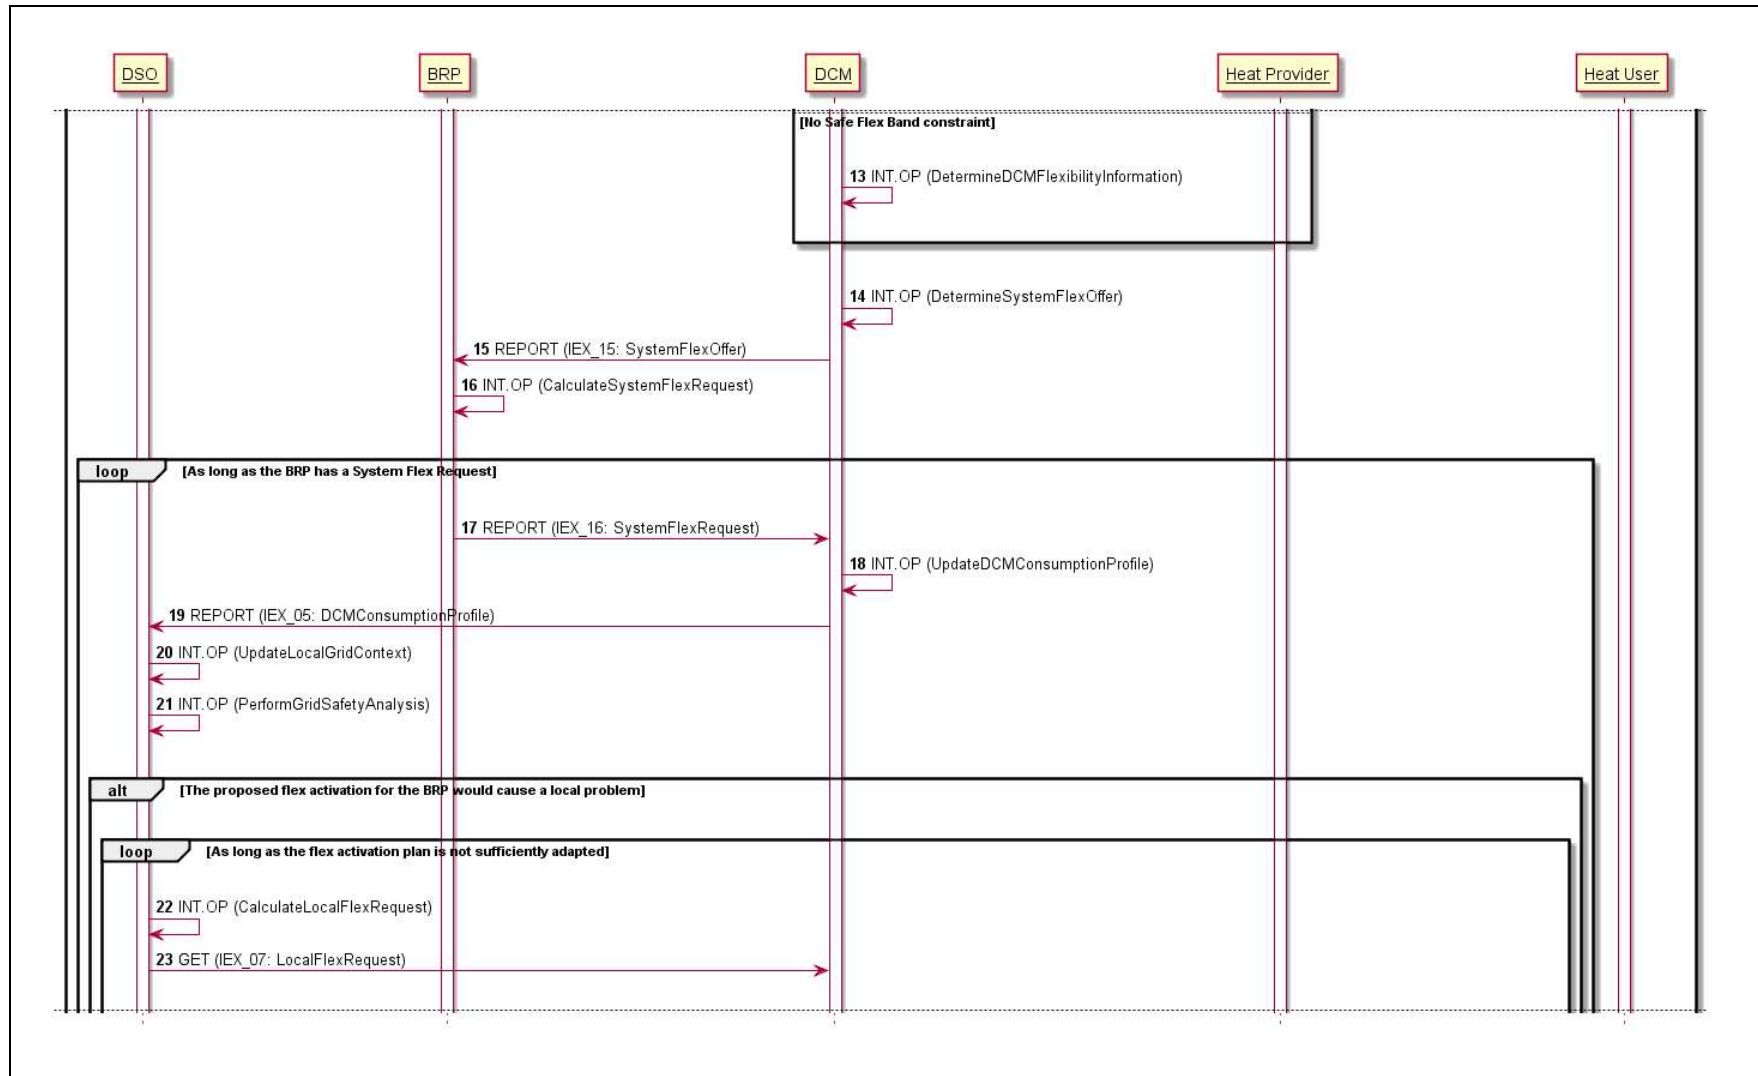 DSO
BRP
DCM
Heat Provider
Heat User
[No Safe Flex Band constraint]
13 INT.OP (DetermineDCMFlexibilityInformation)
14 INT.OP (DetermineSystemFlexOffer)
15 REPORT (IEX_15: SystemFlexOffer)
16 INT.OP (CalculateSystemFlexRequest)
loop [As long as the BRP has a System Flex Request]
17 REPORT (IEX_16: SystemFlexRequest)
18 INT.OP (UpdateDCMConsumptionProfile)
19 REPORT (IEX_05: DCMConsumptionProfile)
20 INT.OP (UpdateLocalGridContext)
21 INT.OP (PerformGridSafetyAnalysis)
alt [The proposed flex activation for the BRP would cause a local problem]
loop [As long as the flex activation plan is not sufficiently adapted]
22 INT.OP (CalculateLocalFlexRequest)
23 GET (IEX_07: LocalFlexRequest)